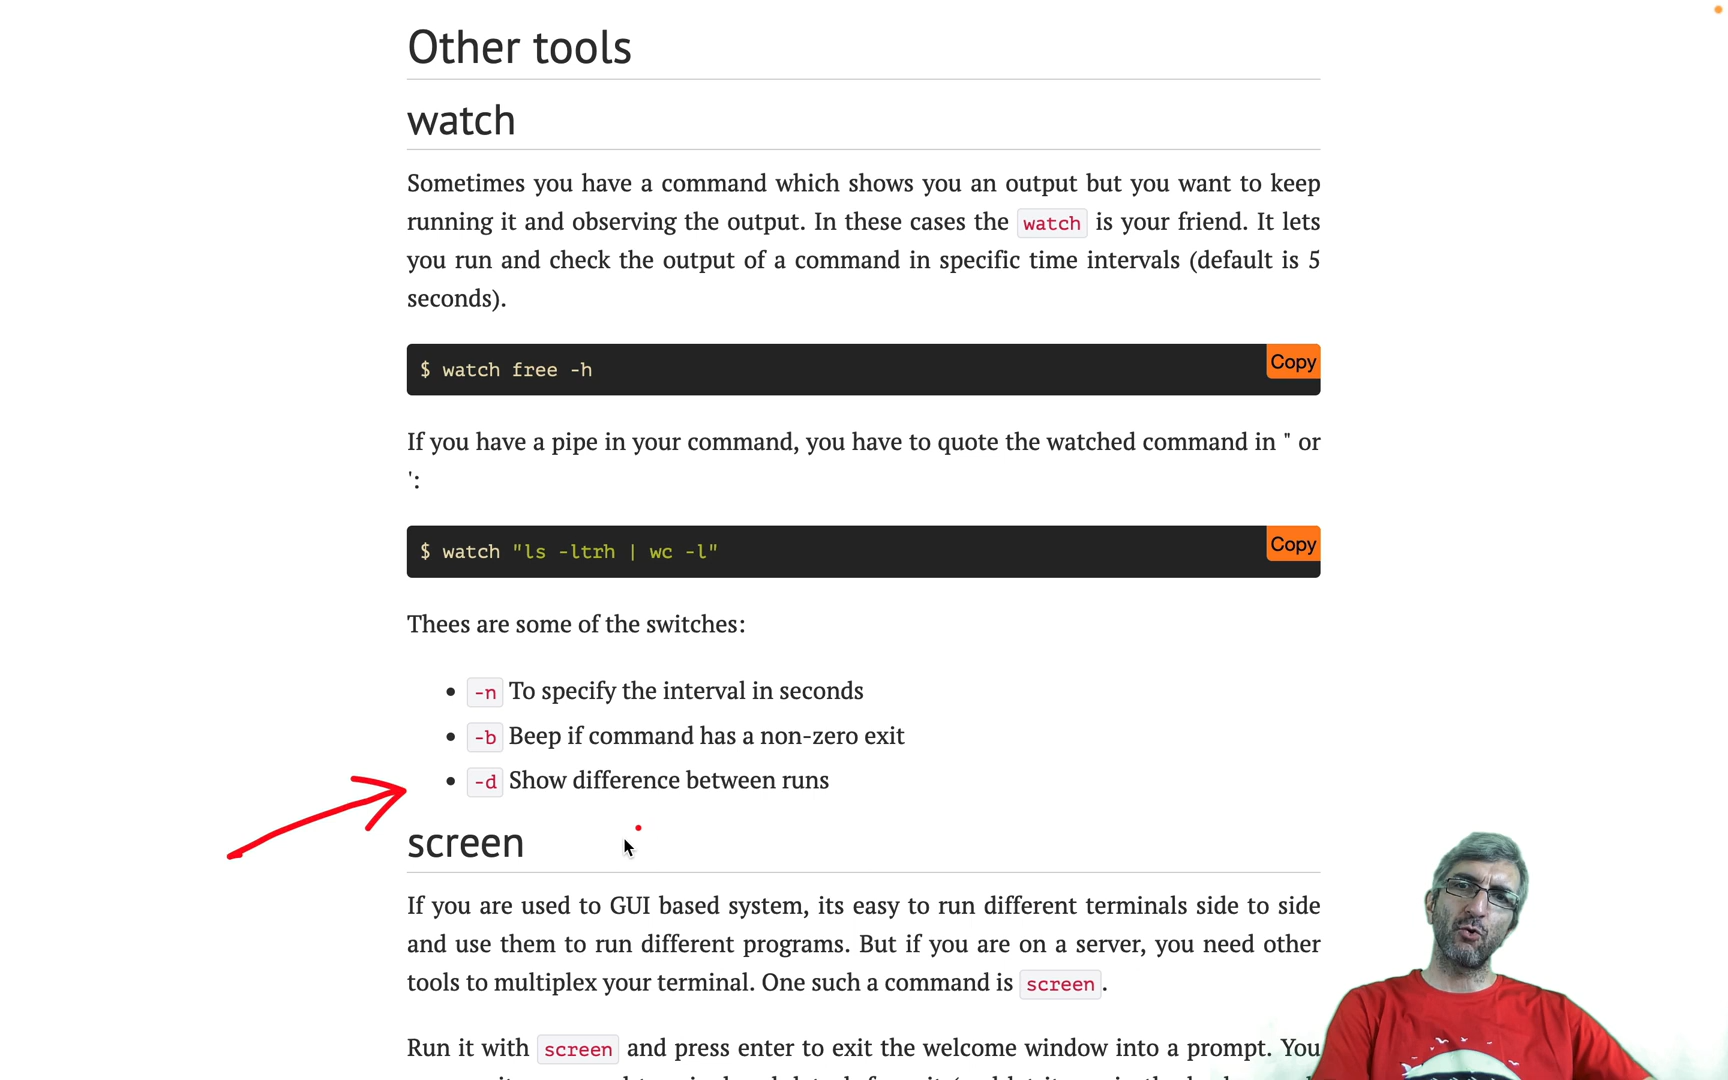 Other tools
watch
Sometimes you have a command which shows you an output but you want to keep
running it and observing the output. In these cases the watch is your friend. It lets
you run and check the output of a command in specific time intervals (default is 5
seconds).
$ watch free -h
Copy
If you have a pipe in your command, you have to quote the watched command in " or
':
$ watch "ls -ltrh | wc -l"
Copy
Thees are some of the switches:
-n To specify the interval in seconds
-b Beep if command has a non-zero exit
-d Show difference between runs
screen
If you are used to GUI based system, its easy to run different terminals side to side
and use them to run different programs. But if you are on a server, you need other
tools to multiplex your terminal. One such a command is screen.
Run it with screen and press enter to exit the welcome window into a prompt. You